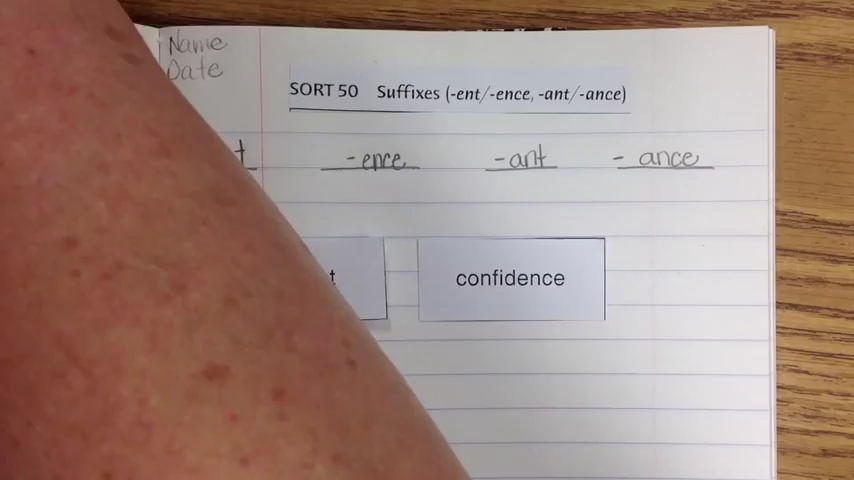 Name
Date
SORT 50 Suffixes (-ent/-ence, -ant/-ance)
t -ence -ant - ance
t confidence